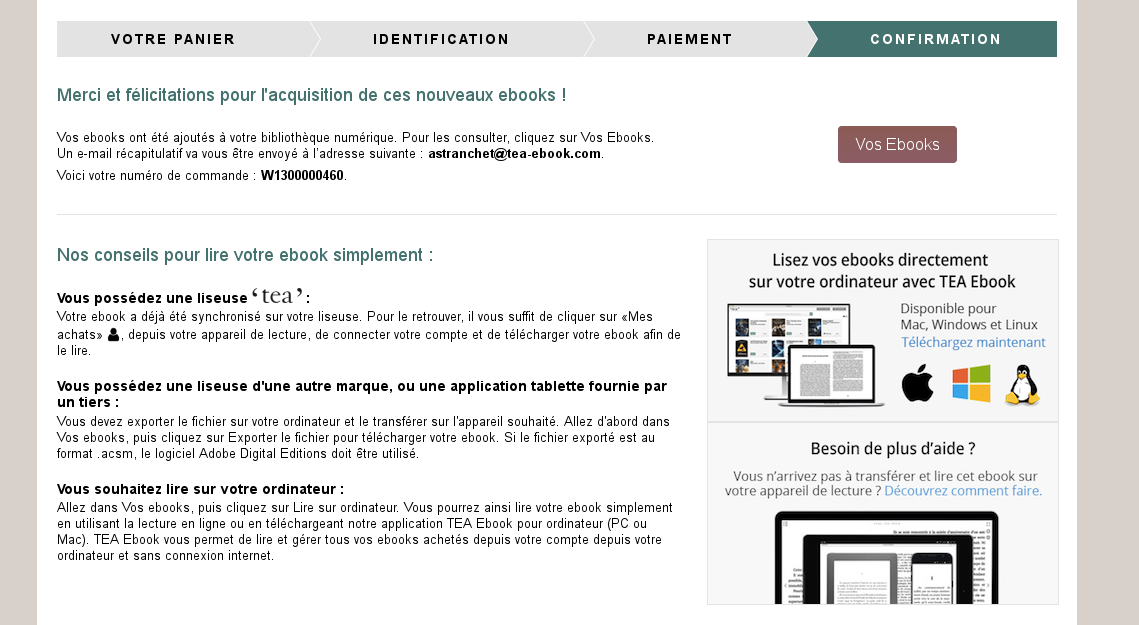 VOTRE PANIER
IDENTIFICATION
PAIEMENT
CONFIRMATION
Merci et félicitations pour l'acquisition de ces nouveaux ebooks !
Vos ebooks ont été ajoutés à votre bibliothèque numérique. Pour les consulter, cliquez sur Vos Ebooks.
Un e-mail récapitulatif va vous être envoyé à l'adresse suivante : astranchet@tea-ebook.com.
Voici votre numéro de commande : W1300000460.
Vos Ebooks
Nos conseils pour lire votre ebook simplement :
Vous possédez une liseuse ‘tea’ :
Votre ebook a déjà été synchronisé sur votre liseuse. Pour le retrouver, il vous suffit de cliquer sur «Mes
achats» , depuis votre appareil de lecture, de connecter votre compte et de télécharger votre ebook afin de
le lire.
Vous possédez une liseuse d'une autre marque, ou une application tablette fournie par
un tiers :
Vous devez exporter le fichier sur votre ordinateur et le transférer sur l'appareil souhaité. Allez d'abord dans
Vos ebooks, puis cliquez sur Exporter le fichier pour télécharger votre ebook. Si le fichier exporté est au
format .acsm, le logiciel Adobe Digital Editions doit être utilisé.
Vous souhaitez lire sur votre ordinateur :
Allez dans Vos ebooks, puis cliquez sur Lire sur ordinateur. Vous pourrez ainsi lire votre ebook simplement
en utilisant la lecture en ligne ou en téléchargeant notre application TEA Ebook pour ordinateur (PC ou
Mac). TEA Ebook vous permet de lire et gérer tous vos ebooks achetés depuis votre compte depuis votre
ordinateur et sans connexion internet.
Lisez vos ebooks directement
sur votre ordinateur avec TEA Ebook
Disponible pour
Mac, Windows et Linux
Téléchargez maintenant
Besoin de plus d’aide ?
Vous n’arrivez pas à transférer et lire cet ebook sur
votre appareil de lecture ? Découvrez comment faire.